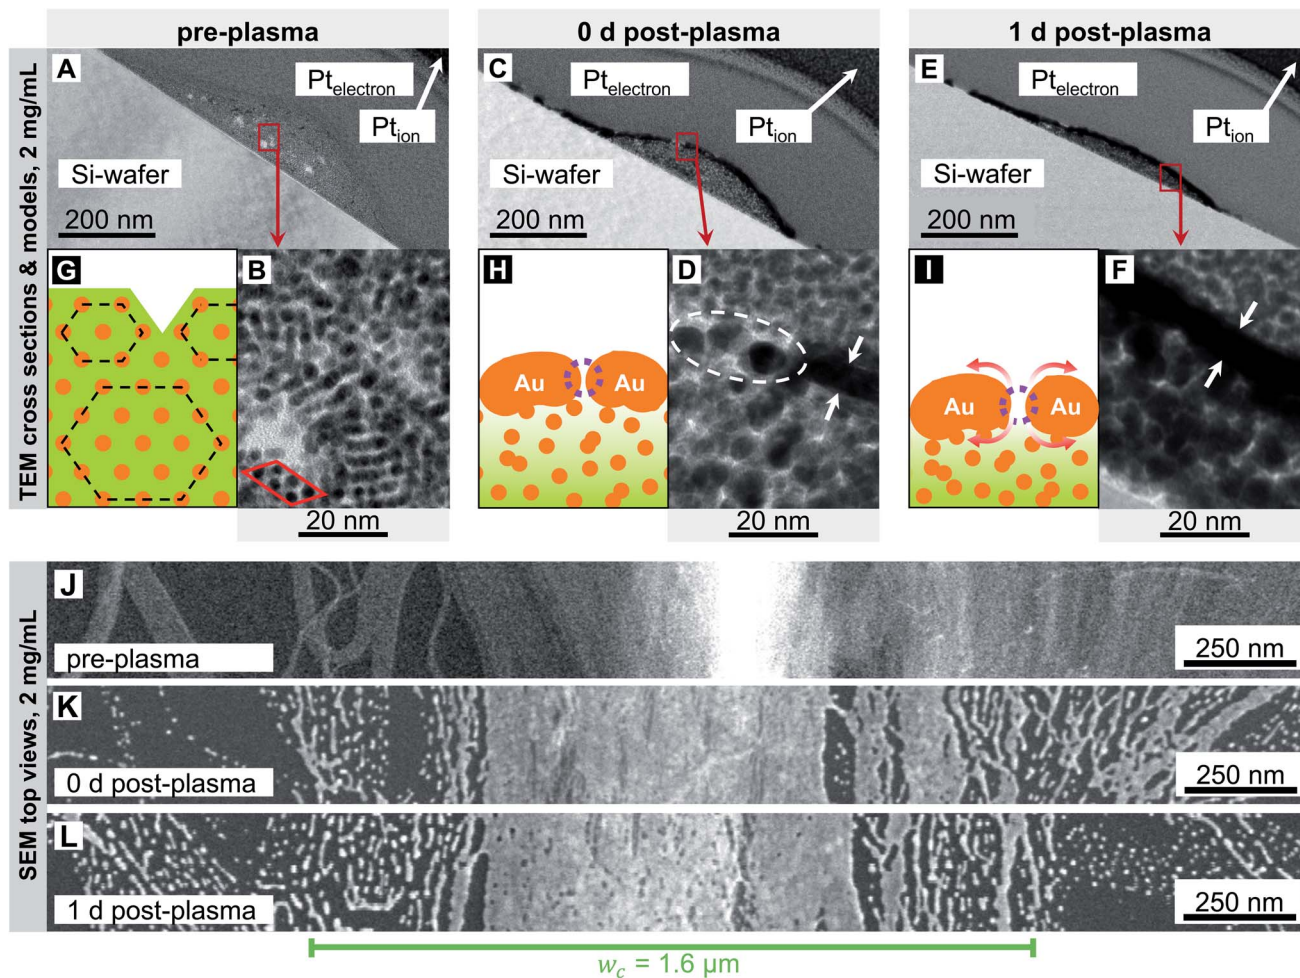 pre-plasma
0 d post-plasma
1 d post-plasma
TEM cross sections & models, 2 mg/mL
A
Pt_electron
Pt_ion
Si-wafer
200 nm
C
Pt_electron
Pt_ion
Si-wafer
200 nm
E
Pt_electron
Pt_ion
Si-wafer
200 nm
G
B
20 nm
H
Au
Au
D
20 nm
I
Au
Au
F
20 nm
SEM top views, 2 mg/mL
J
pre-plasma
250 nm
K
0 d post-plasma
250 nm
L
1 d post-plasma
250 nm
w_c = 1.6 µm